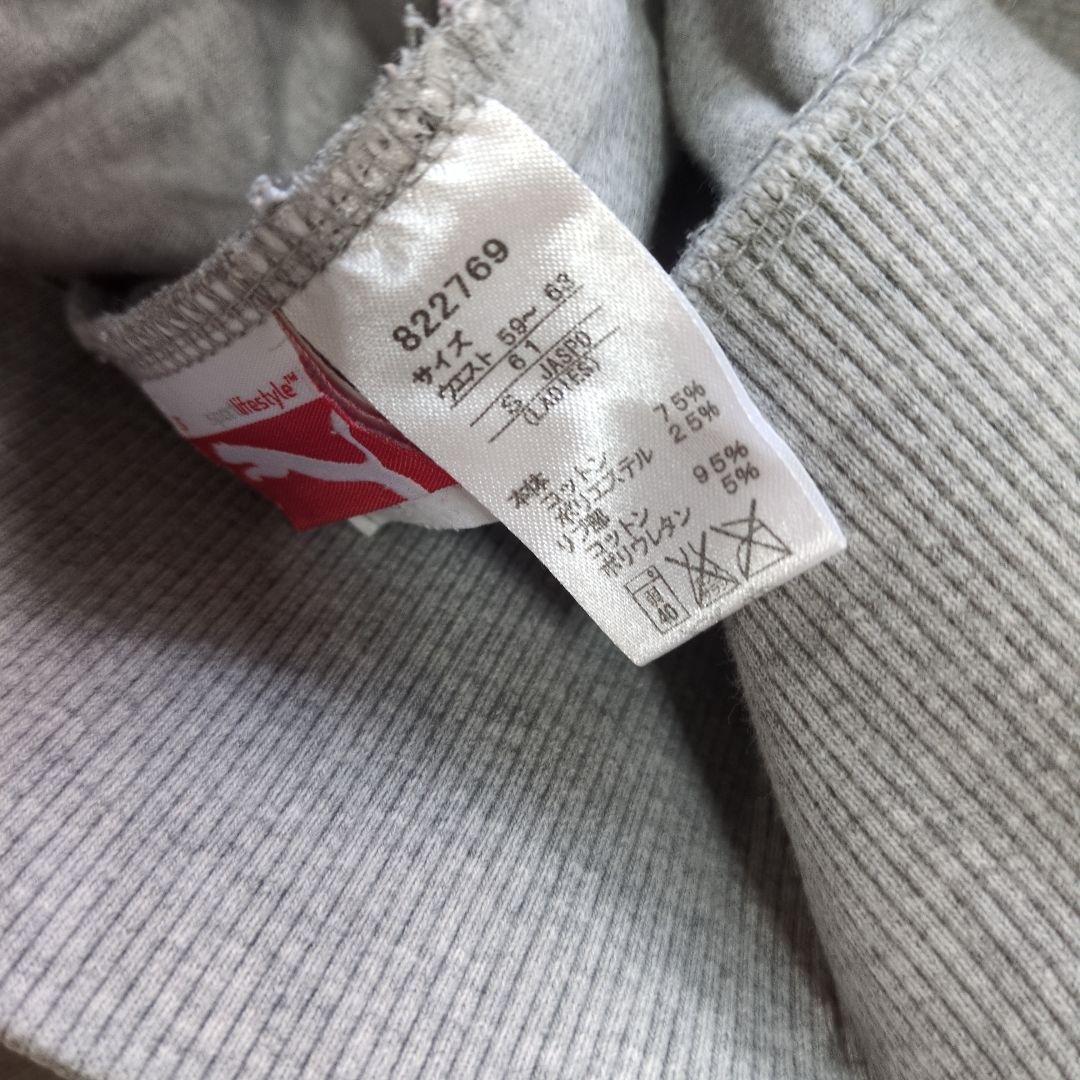 822769
サイズ
ウエスト 59～ 63
61
S JASPO
(LADIES)
本体
コットン 75%
ポリエステル 25%
リブ部
コットン 95%
ポリウレタン 5%
40
lifestyle™